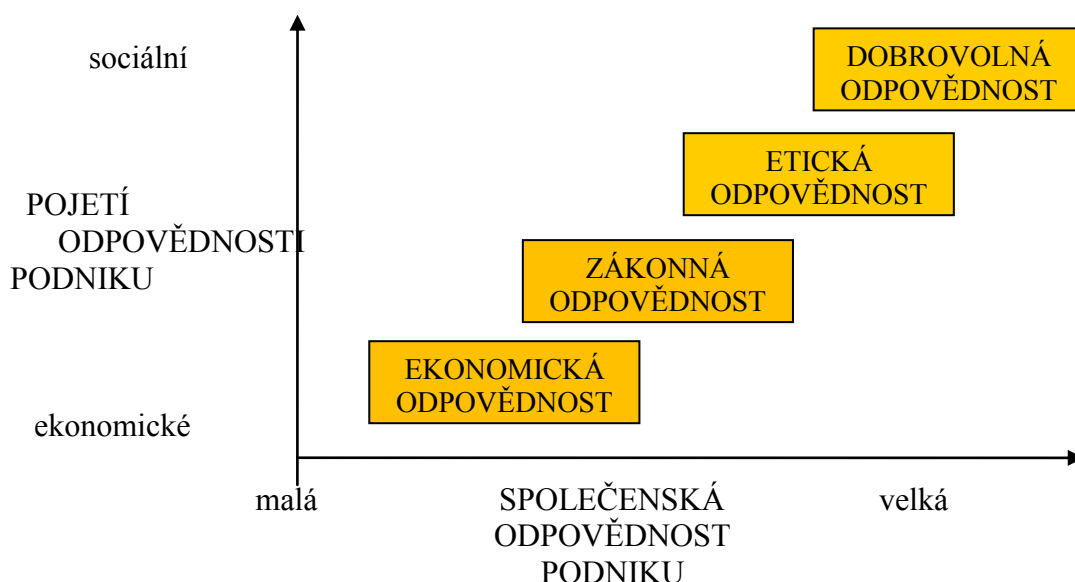 sociální
DOBROVOLNÁ
ODPOVĚDNOST
ETICKÁ
ODPOVĚDNOST
POJETÍ
ODPOVĚDNOSTI
PODNIKU
ZÁKONNÁ
ODPOVĚDNOST
EKONOMICKÁ
ODPOVĚDNOST
ekonomické
malá
SPOLEČENSKÁ
ODPOVĚDNOST
PODNIKU
velká